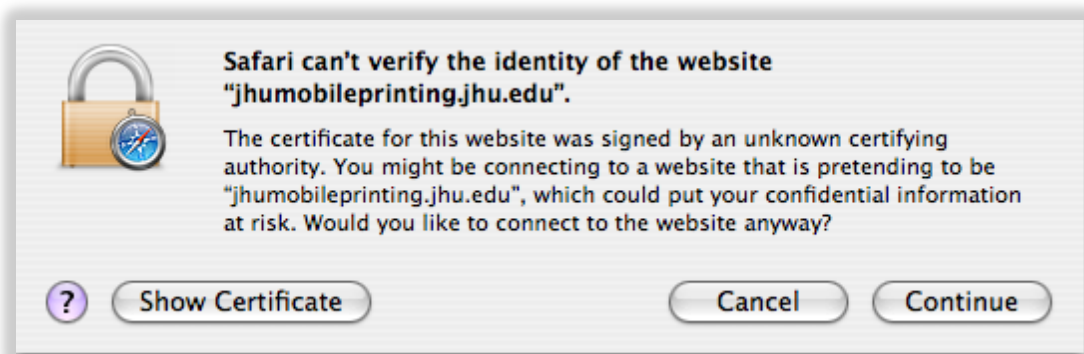 Safari can't verify the identity of the website
“jhumobileprinting.jhu.edu”.
The certificate for this website was signed by an unknown certifying
authority. You might be connecting to a website that is pretending to be
“jhumobileprinting.jhu.edu”, which could put your confidential information
at risk. Would you like to connect to the website anyway?
? Show Certificate Cancel Continue